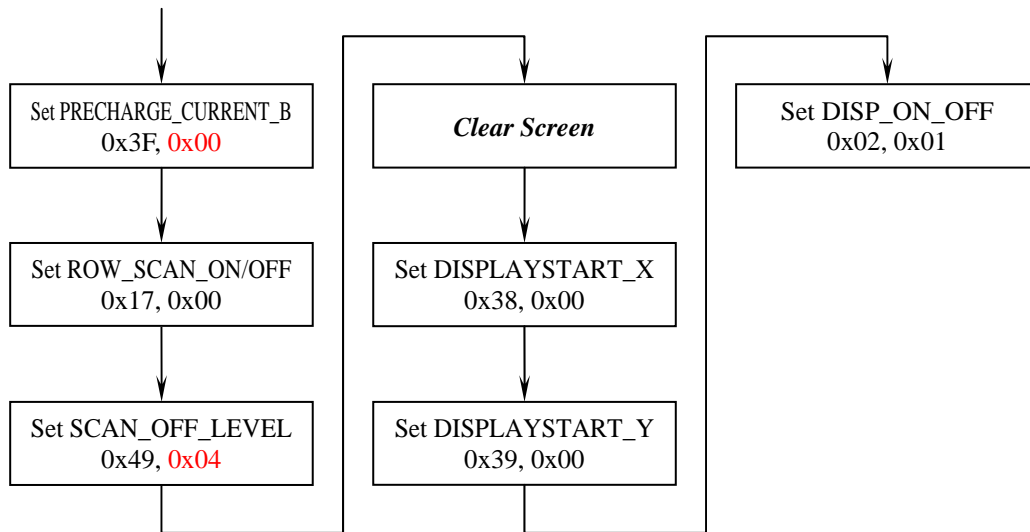 Set PRECHARGE_CURRENT_B
0x3F, 0x00
Set ROW_SCAN_ON/OFF
0x17, 0x00
Set SCAN_OFF_LEVEL
0x49, 0x04
Clear Screen
Set DISPLAYSTART_X
0x38, 0x00
Set DISPLAYSTART_Y
0x39, 0x00
Set DISP_ON_OFF
0x02, 0x01